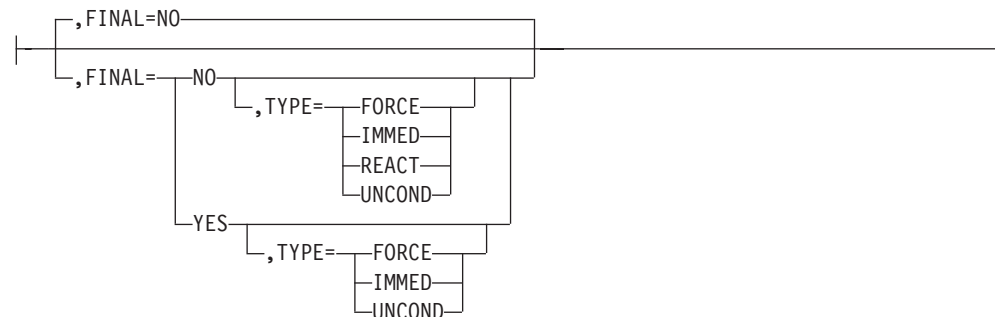 ,FINAL=NO
,FINAL= NO
,TYPE= FORCE
IMMED
REACT
UNCOND
YES
,TYPE= FORCE
IMMED
UNCOND